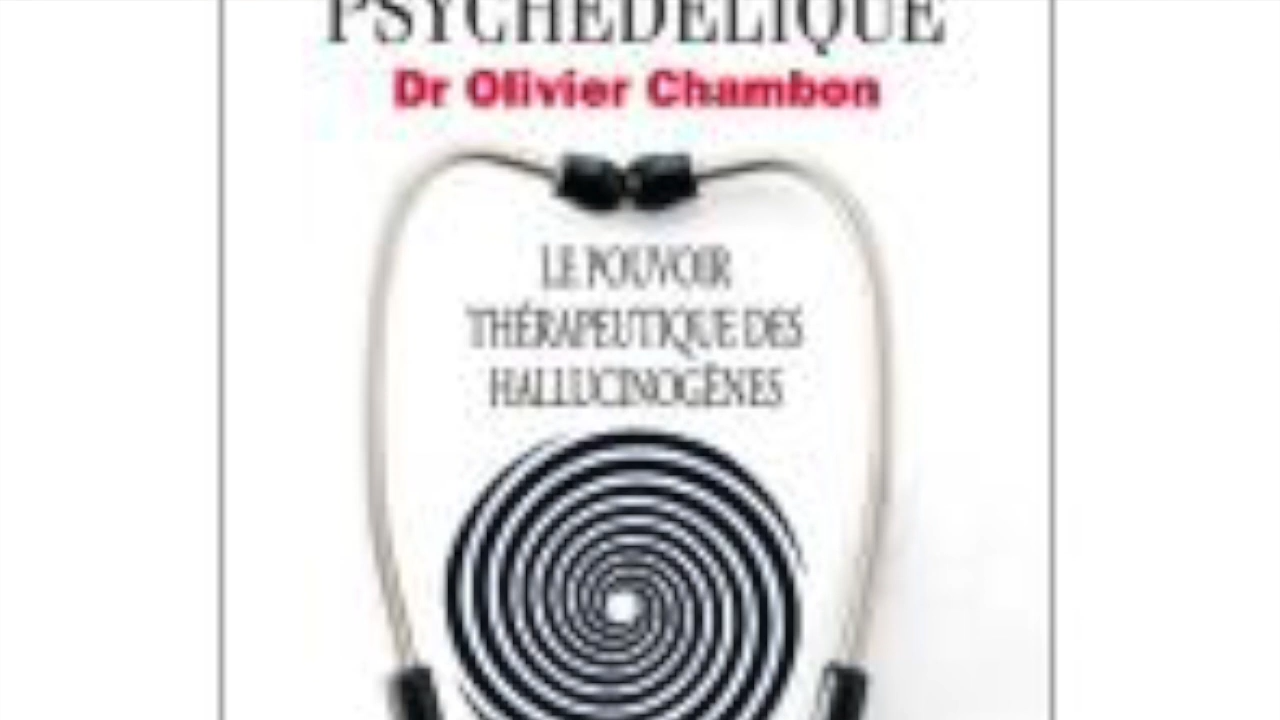 PSYCHÉDÉLIQUE
Dr Olivier Chambon
LE POUVOIR
THÉRAPEUTIQUE DES
HALLUCINOGÈNES